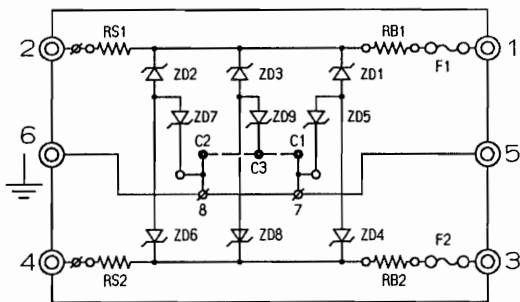 RS1 RB1
2 1
ZD2 ZD3 ZD1 F1
ZD7 ZD9 ZD5
6 C2 C1 5
C3
8 7
ZD6 ZD8 ZD4
F2
4 3
RS2 RB2